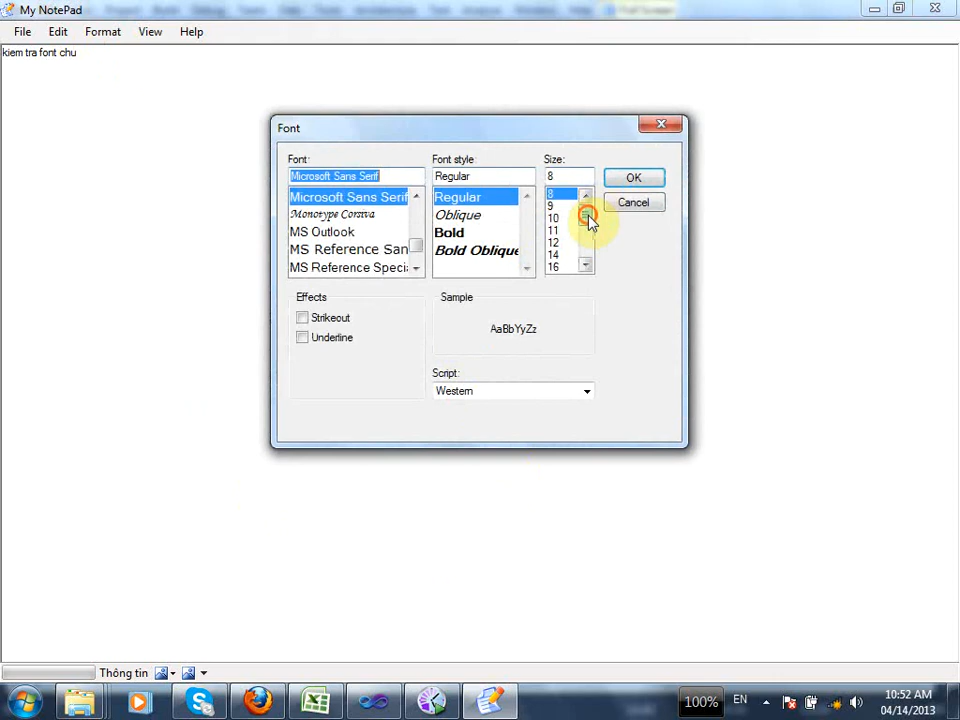 My NotePad
File Edit Format View Help
kiem tra font chu
Font
Font: Font style: Size:
Microsoft Sans Serif Regular 8 OK
Microsoft Sans Serif Regular 8 Cancel
Monotype Corsiva Oblique 9
MS Outlook Bold 10
MS Reference San Bold Oblique 11
MS Reference Speci 12
14
16
Effects Sample
Strikeout AaBbYyZz
Underline
Script:
Western
Thông tin
100% EN 10:52 AM
04/14/2013